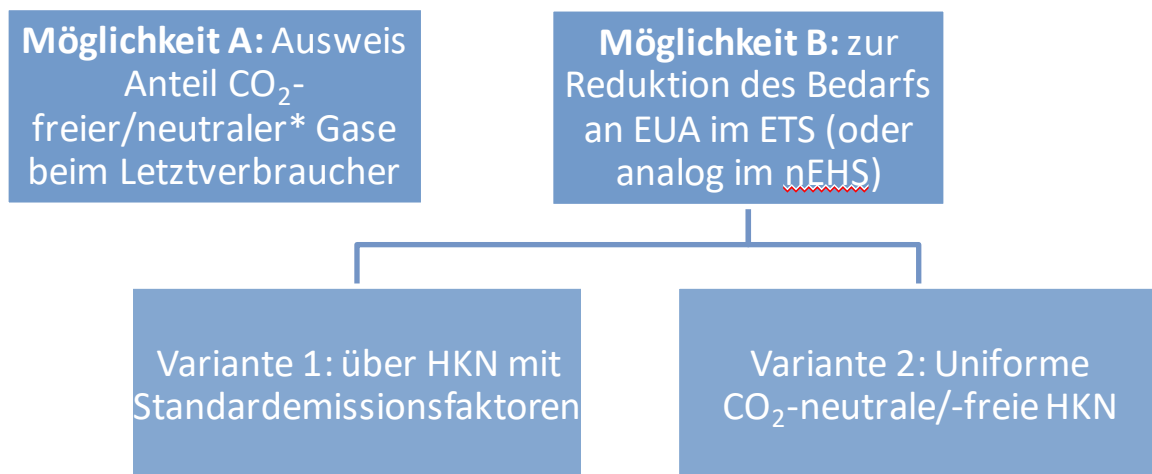 Möglichkeit A: Ausweis
Anteil CO₂-
freier/neutraler* Gase
beim Letztverbraucher
Möglichkeit B: zur
Reduktion des Bedarfs
an EUA im ETS (oder
analog im nEHS)
Variante 1: über HKN mit
Standardemissionsfaktoren
Variante 2: Uniforme
CO₂-neutrale/-freie HKN